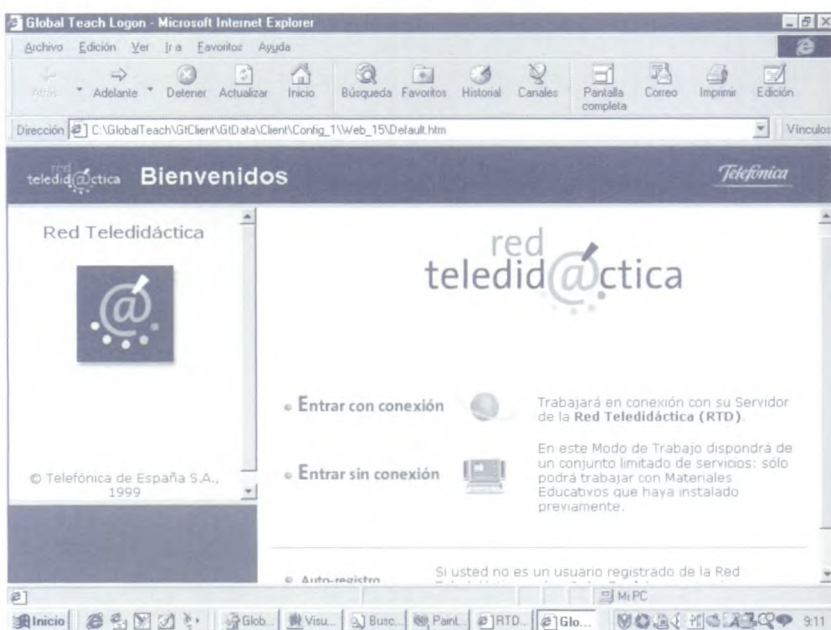 Global Teach Logon - Microsoft Internet Explorer
Archivo Edición Ver Ir a Favoritos Ayuda
Atrás Adelante Detener Actualizar Inicio Búsqueda Favoritos Historial Canales Pantalla completa Correo Imprimir Edición
Dirección C:\GlobalTeach\GtClient\GtData\Client\Config_1\Web_15\Default.htm Vínculos
red teledid@ctica Bienvenidos Telefónica
Red Teledidáctica
© Telefónica de España S.A.,
1999
red
teledid@ctica
Entrar con conexión
Trabajará en conexión con su Servidor
de la Red Teledidáctica (RTD).
Entrar sin conexión
En este Modo de Trabajo dispondrá de
un conjunto limitado de servicios: sólo
podrá trabajar con Materiales
Educativos que haya instalado
previamente.
Auto-registro
Si usted no es un usuario registrado de la Red
Mi PC
Inicio Glob... Visu... Busc... Paint... RTD... Glo... 9:11